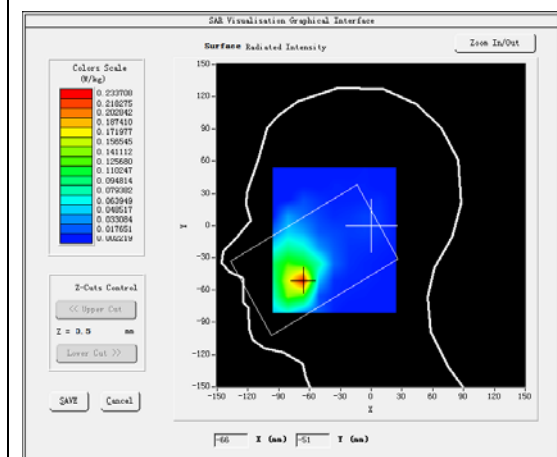 SAR Visualisation Graphical Interface
Surface Radiated Intensity
Zoom In/Out
Colors Scale
(W/kg)
0.233708
0.218275
0.202842
0.187410
0.171977
0.156545
0.141112
0.125680
0.110247
0.094814
0.079382
0.063949
0.048517
0.033084
0.017651
0.002219
150
120
90
60
30
Y
0
-30
-60
-90
-120
-150
-150 -120 -90 -60 -30 0 30 60 90 120 150
X
Z-Cuts Control
<< Upper Cut
Z = 3.5 mm
Lower Cut >>
SAVE Cancel
-66 X (mm) -51 Y (mm)